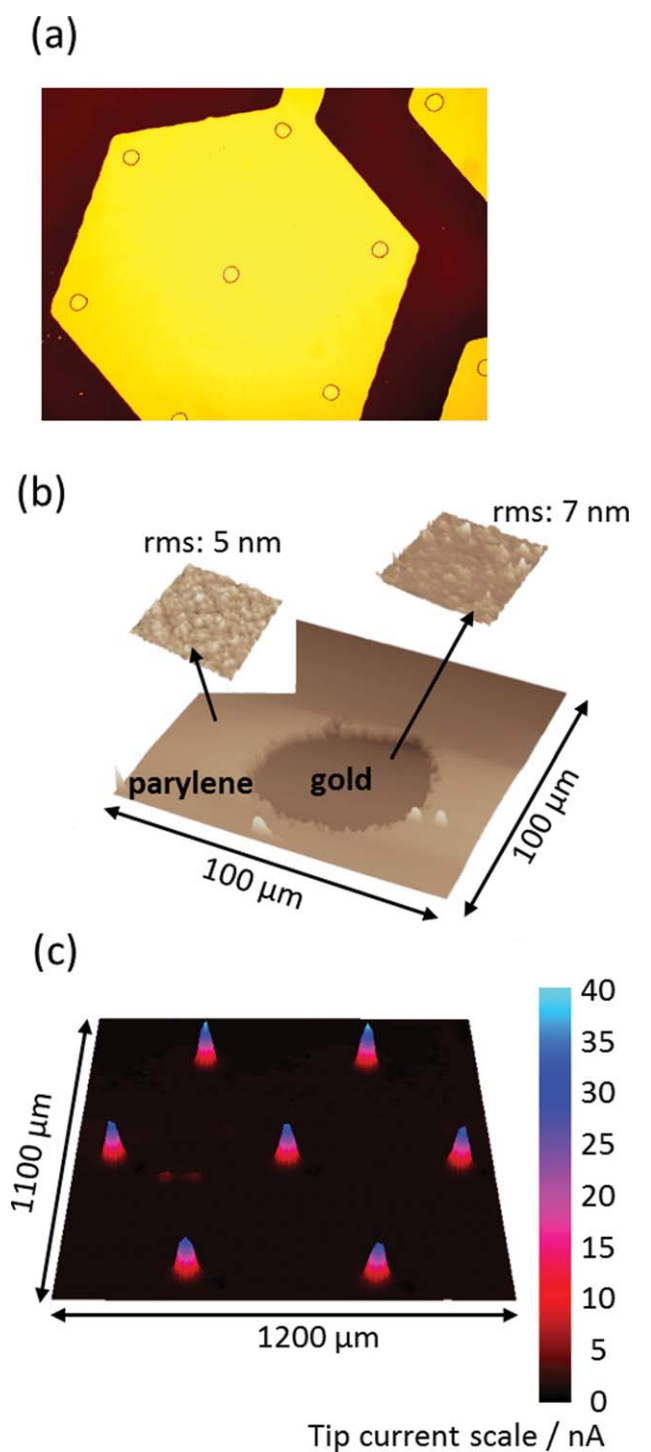 (a)
(b)
rms: 5 nm
rms: 7 nm
parylene
gold
100 µm
100 µm
(c)
1100 µm
1200 µm
40
35
30
25
20
15
10
5
0
Tip current scale / nA